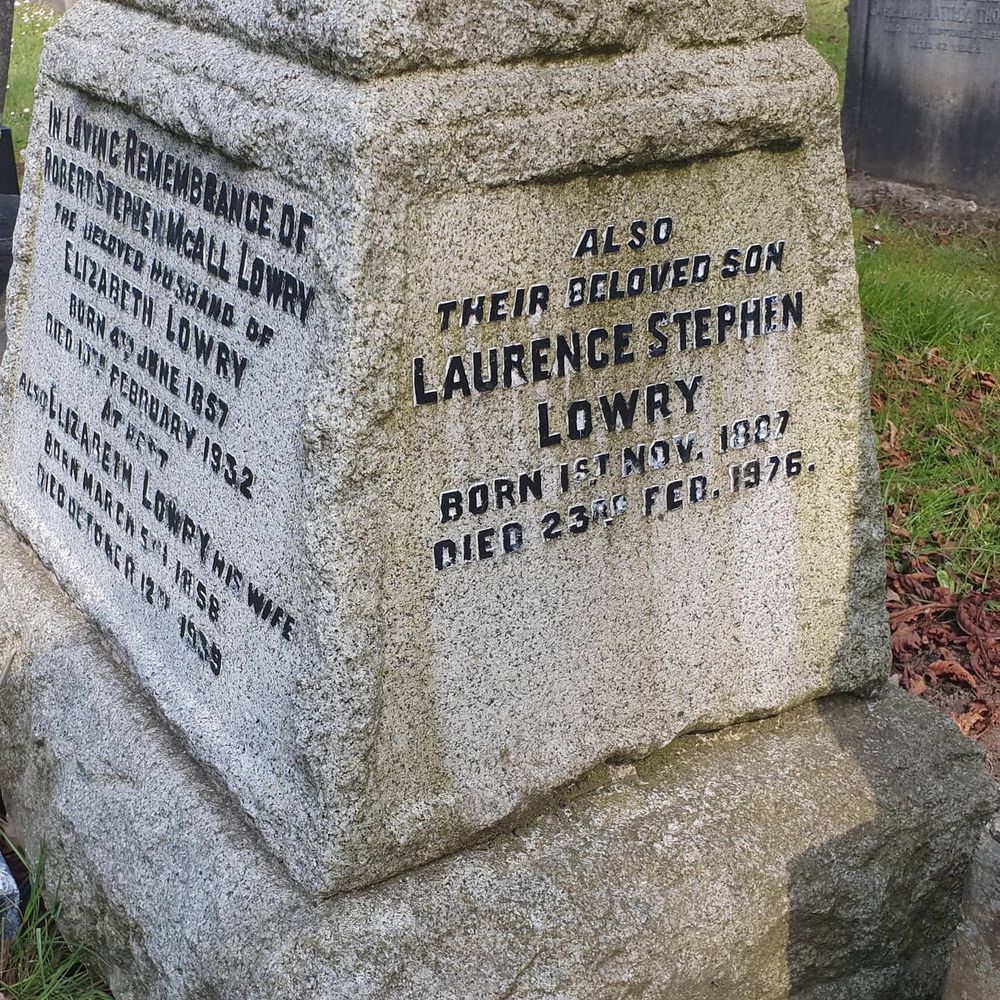 IN LOVING REMEMBRANCE OF
ROBERT STEPHEN McALL LOWRY
THE BELOVED HUSBAND OF
ELIZABETH LOWRY
BORN 4TH JUNE 1857
DIED 10TH FEBRUARY 1932
AT REST
ALSO ELIZABETH LOWRY HIS WIFE
BORN MARCH 5TH 1858
DIED OCTOBER 12TH 1939
ALSO
THEIR BELOVED SON
LAURENCE STEPHEN
LOWRY
BORN 1ST NOV. 1887
DIED 23RD FEB. 1976.